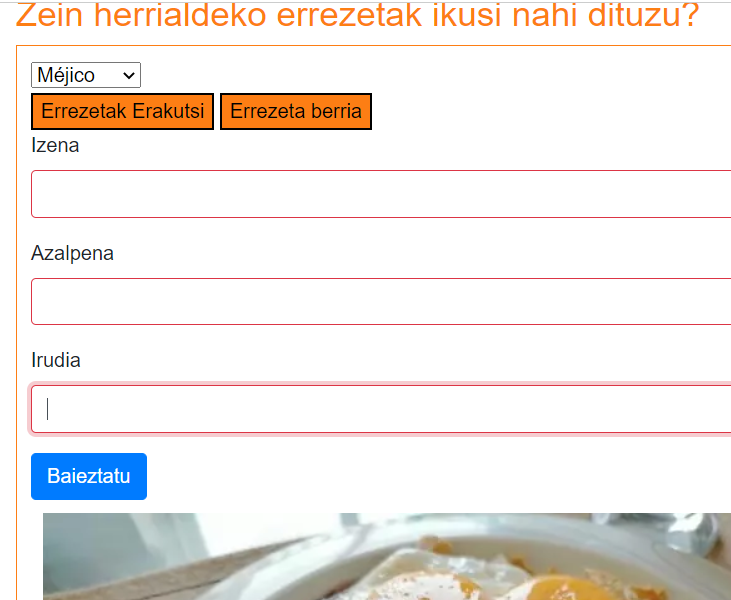 Zein herrialdeko errezetak ikusi nahi dituzu?
Méjico
Errezetak Erakutsi Errezeta berria
Izena
Azalpena
Irudia
Baieztatu